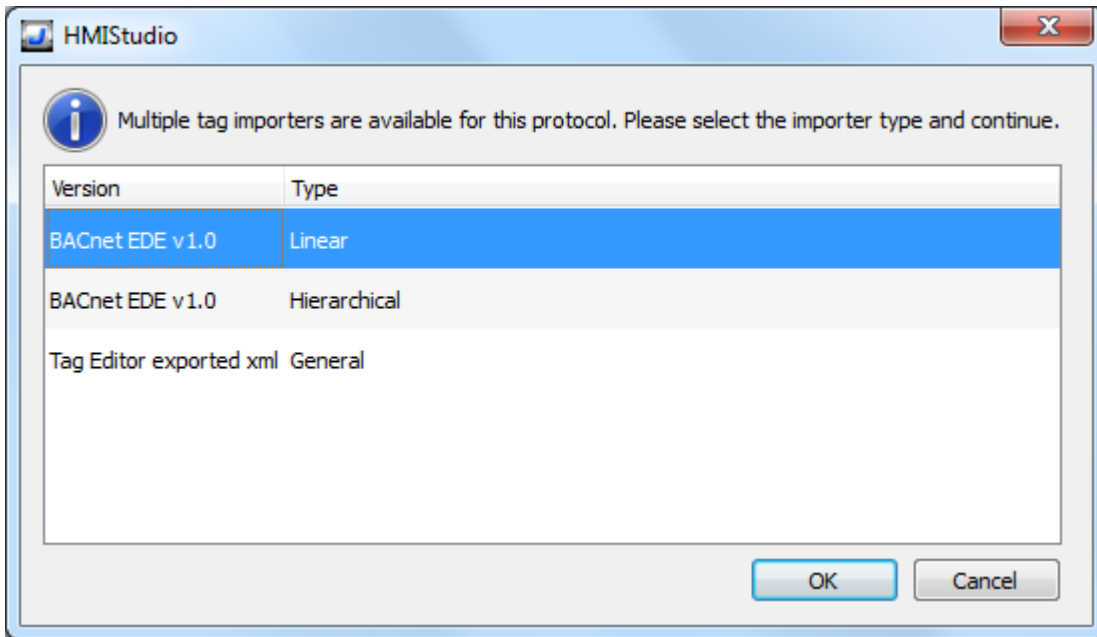 HMIStudio
Multiple tag importers are available for this protocol. Please select the importer type and continue.
Version Type
BACnet EDE v1.0 Linear
BACnet EDE v1.0 Hierarchical
Tag Editor exported xml General
OK Cancel